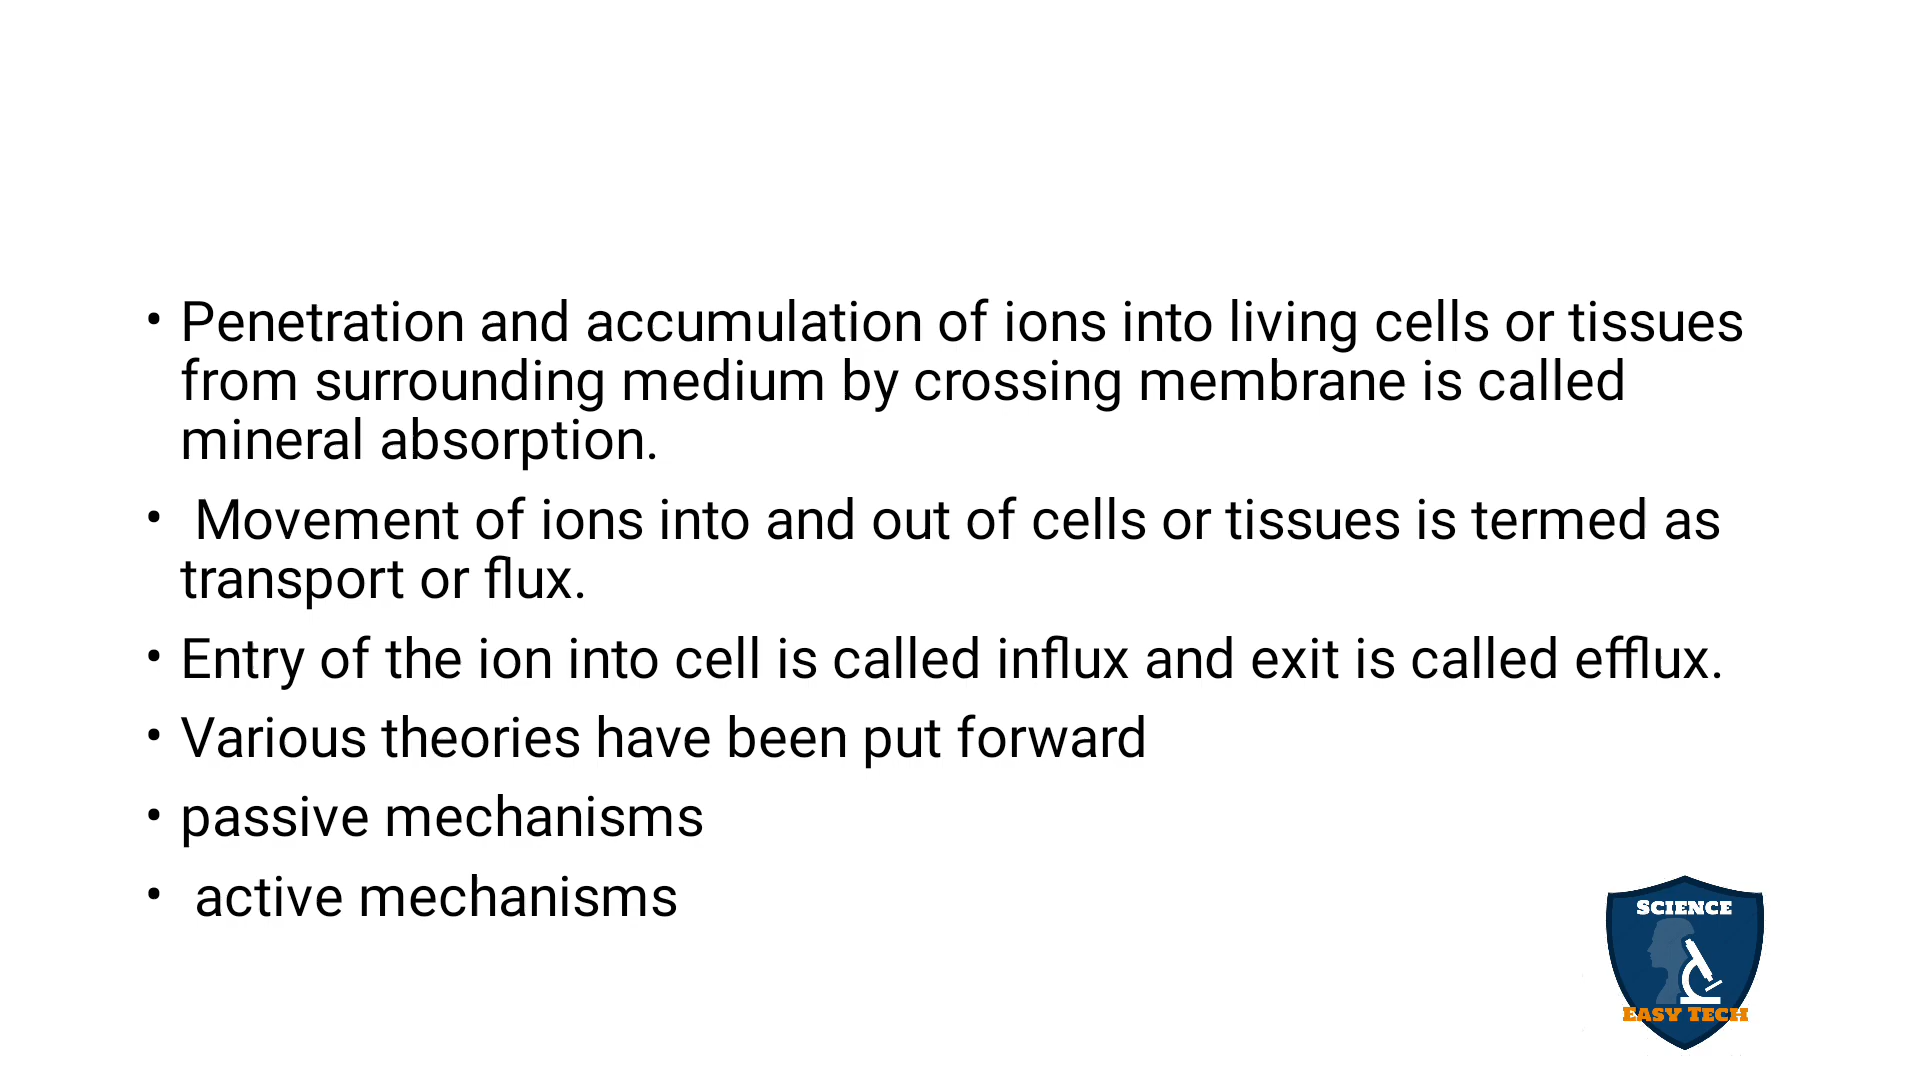 • Penetration and accumulation of ions into living cells or tissues
from surrounding medium by crossing membrane is called
mineral absorption.
• Movement of ions into and out of cells or tissues is termed as
transport or flux.
• Entry of the ion into cell is called influx and exit is called efflux.
• Various theories have been put forward
• passive mechanisms
• active mechanisms
SCIENCE
EASY TECH